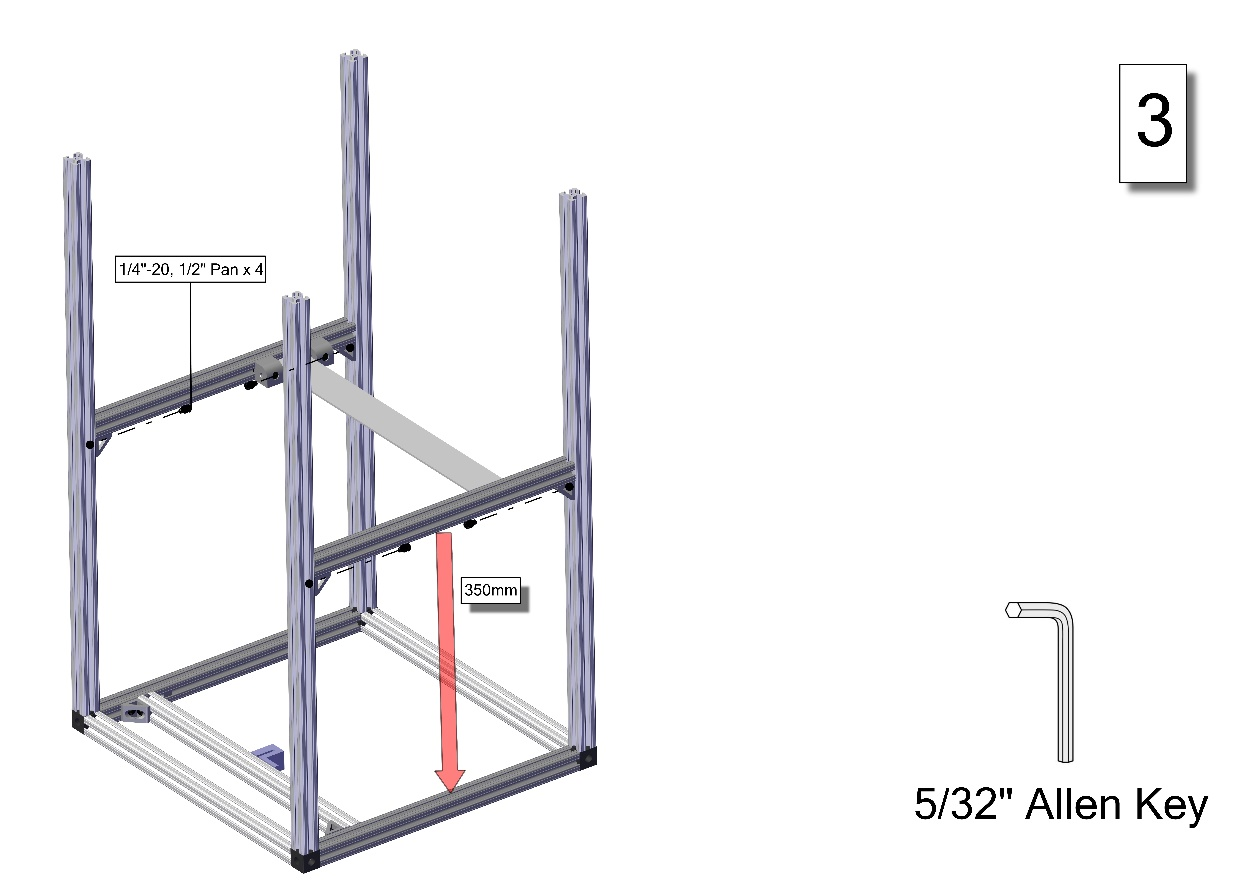 3
1/4"-20, 1/2" Pan x 4
350mm
5/32" Allen Key